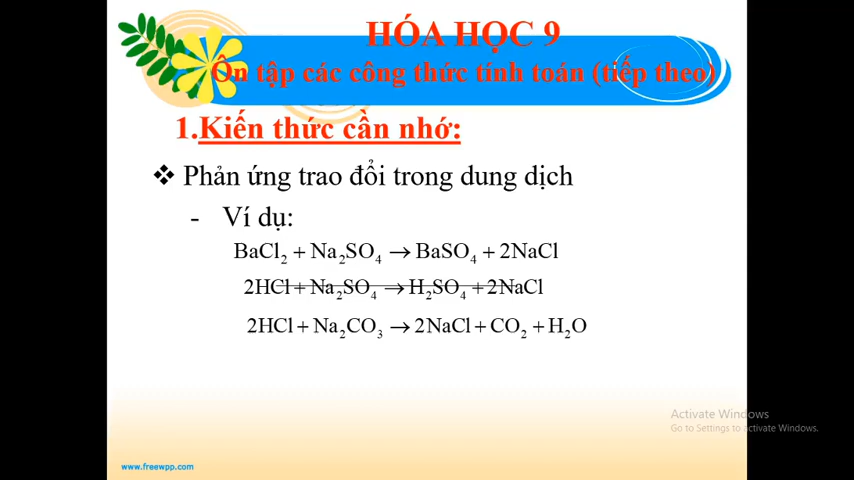 HÓA HỌC 9
Ôn tập các công thức tính toán (tiếp theo)
1.Kiến thức cần nhớ:
❖ Phản ứng trao đổi trong dung dịch
- Ví dụ:
BaCl₂ + Na₂SO₄ → BaSO₄ + 2NaCl
2HCl + Na₂SO₄ → H₂SO₄ + 2NaCl
2HCl + Na₂CO₃ → 2NaCl + CO₂ + H₂O
Activate Windows
Go to Settings to activate Windows.
www.freewpp.com